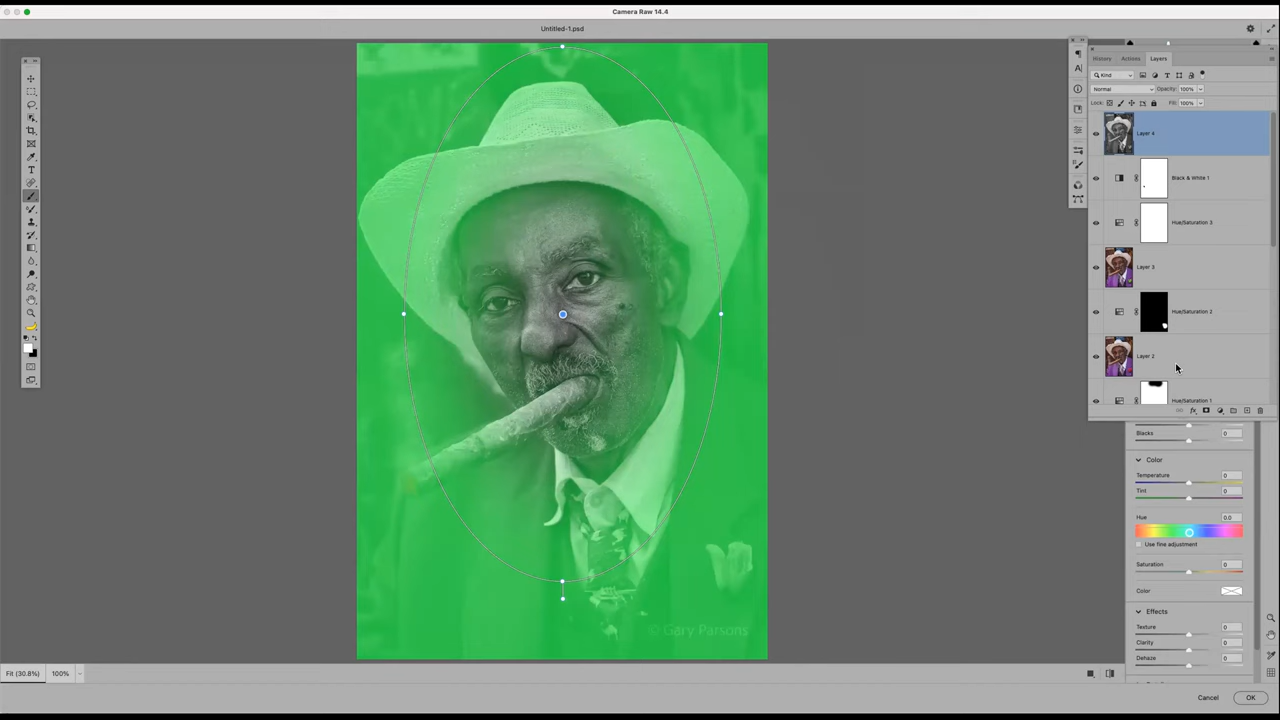 Camera Raw 14.4
Untitled-1.psd
History
Actions
Layers
Kind
Normal
Opacity:
100%
Lock:
Fill:
100%
Layer 4
Black & White 1
Hue/Saturation 3
Layer 3
Hue/Saturation 2
Layer 2
Hue/Saturation 1
fx
Blacks
0
Color
Temperature
0
Tint
0
Hue
0.0
Use fine adjustment
Saturation
0
Color
Effects
Texture
0
Clarity
0
Dehaze
0
© Gary Parsons
Fit (30.8%)
100%
Cancel
OK